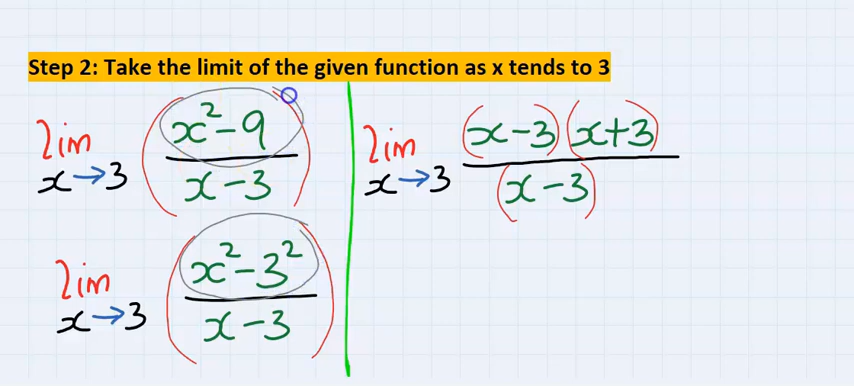 Step 2: Take the limit of the given function as x tends to 3
lim x→3 (x² − 9)/(x − 3)
lim x→3 (x² − 3²)/(x − 3)
lim x→3 (x − 3)(x + 3)/(x − 3)